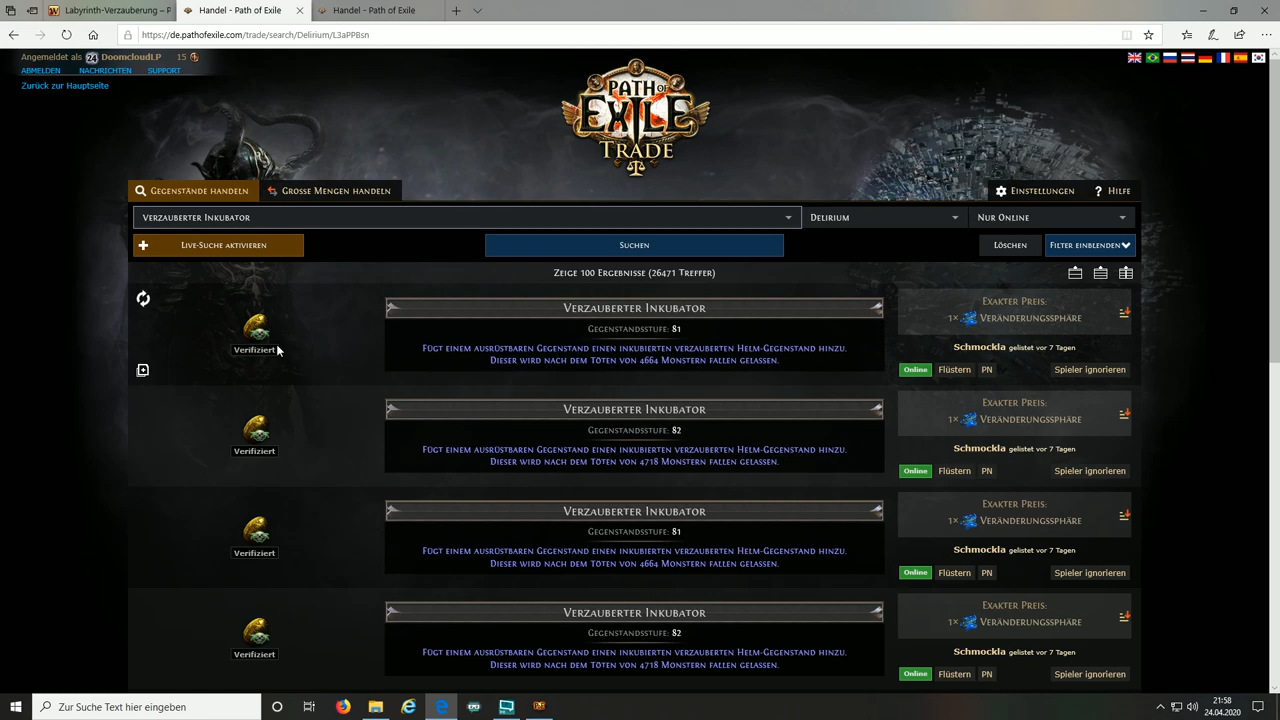 Labyrinth-Verzauberung – P
Handel - Path of Exile
Handel - Path of Exile
https://de.pathofexile.com/trade/search/Delirium/L3aPPBsn
Angemeldet als 24 DoomcloudLP 15
ABMELDEN NACHRICHTEN SUPPORT
Zurück zur Hauptseite
PATH OF
EXILE
TRADE
Gegenstände handeln
Grosse Mengen handeln
Einstellungen
? Hilfe
Verzauberter Inkubator
Delirium
Nur Online
Live-Suche aktivieren
Suchen
Löschen
Filter einblenden
Zeige 100 Ergebnisse (26471 Treffer)
Verifiziert
Verzauberter Inkubator
Gegenstandsstufe: 81
Fügt einem ausrüstbaren Gegenstand einen inkubierten verzauberten Helm-Gegenstand hinzu.
Dieser wird nach dem Töten von 4664 Monstern fallen gelassen.
Exakter Preis:
1× Veränderungssphäre
Schmockla gelistet vor 7 Tagen
Online Flüstern PN Spieler ignorieren
Verifiziert
Verzauberter Inkubator
Gegenstandsstufe: 82
Fügt einem ausrüstbaren Gegenstand einen inkubierten verzauberten Helm-Gegenstand hinzu.
Dieser wird nach dem Töten von 4718 Monstern fallen gelassen.
Exakter Preis:
1× Veränderungssphäre
Schmockla gelistet vor 7 Tagen
Online Flüstern PN Spieler ignorieren
Verifiziert
Verzauberter Inkubator
Gegenstandsstufe: 81
Fügt einem ausrüstbaren Gegenstand einen inkubierten verzauberten Helm-Gegenstand hinzu.
Dieser wird nach dem Töten von 4664 Monstern fallen gelassen.
Exakter Preis:
1× Veränderungssphäre
Schmockla gelistet vor 7 Tagen
Online Flüstern PN Spieler ignorieren
Verifiziert
Verzauberter Inkubator
Gegenstandsstufe: 82
Fügt einem ausrüstbaren Gegenstand einen inkubierten verzauberten Helm-Gegenstand hinzu.
Dieser wird nach dem Töten von 4718 Monstern fallen gelassen.
Exakter Preis:
1× Veränderungssphäre
Schmockla gelistet vor 7 Tagen
Online Flüstern PN Spieler ignorieren
Zur Suche Text hier eingeben
21:58
24.04.2020